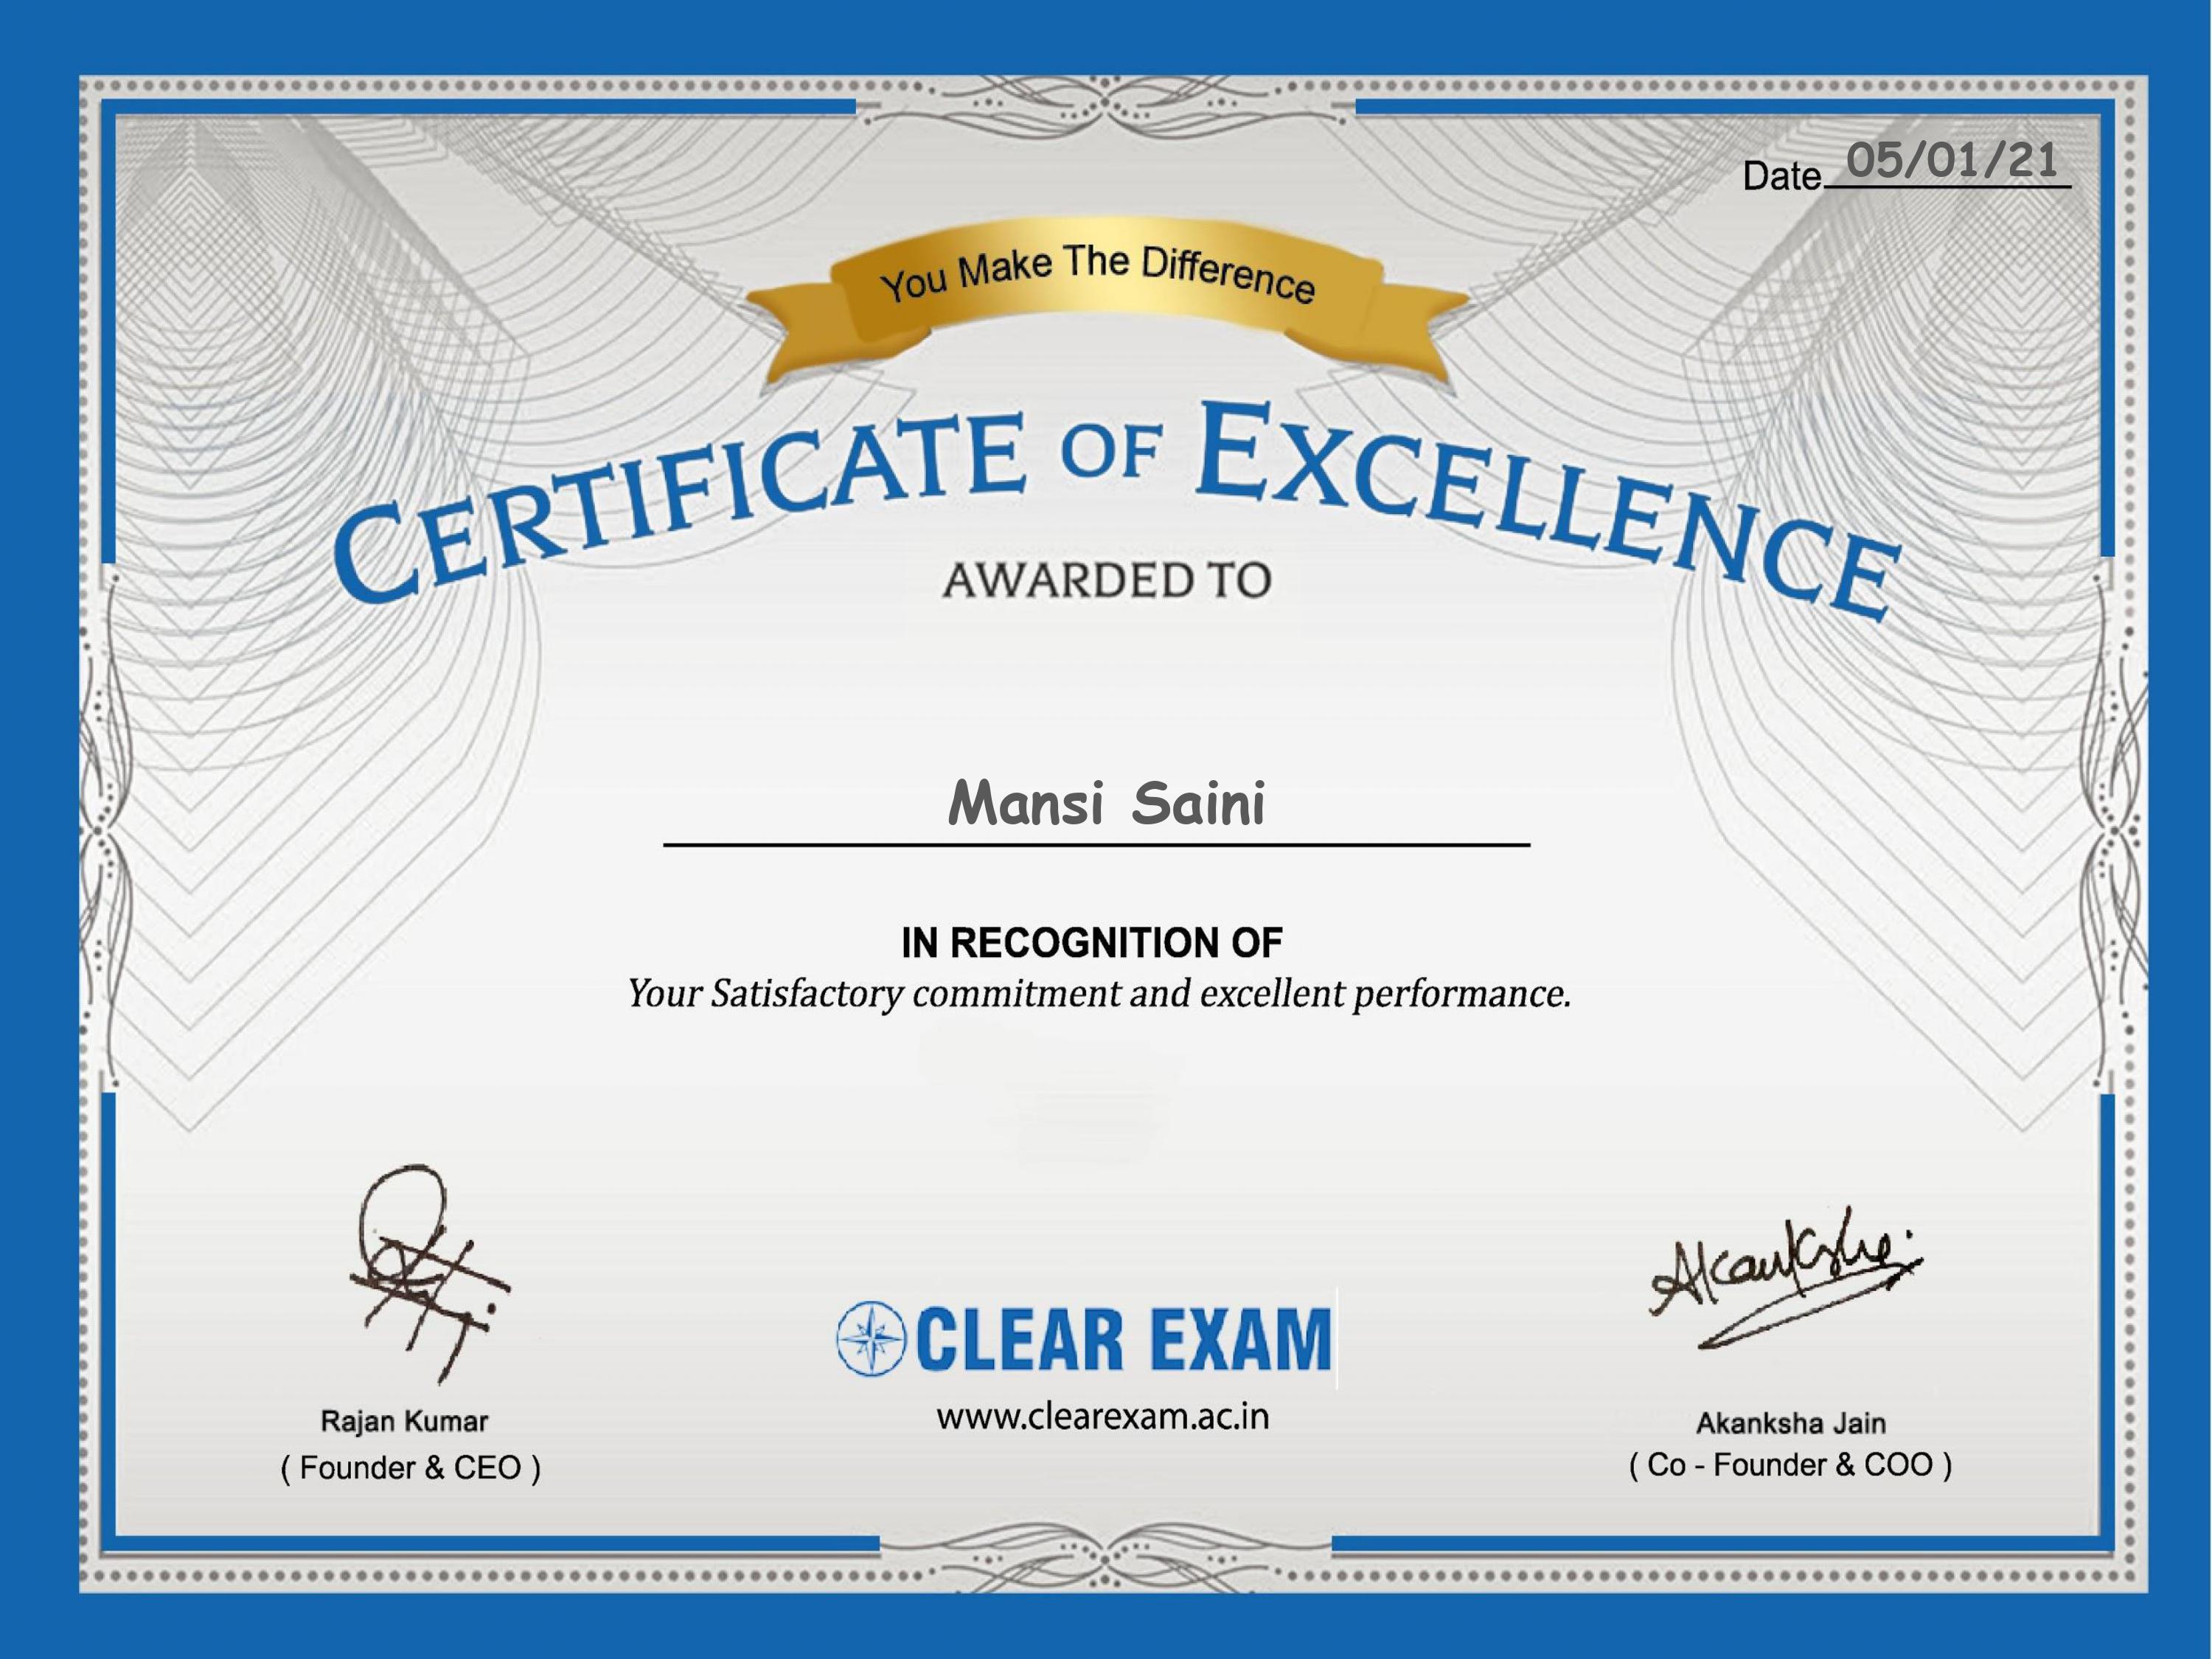 Date 05/01/21
You Make The Difference
CERTIFICATE OF EXCELLENCE
AWARDED TO
Mansi Saini
IN RECOGNITION OF
Your Satisfactory commitment and excellent performance.
Akanksha
CLEAR EXAM
www.clearexam.ac.in
Rajan Kumar
( Founder & CEO )
Akanksha Jain
( Co - Founder & COO )